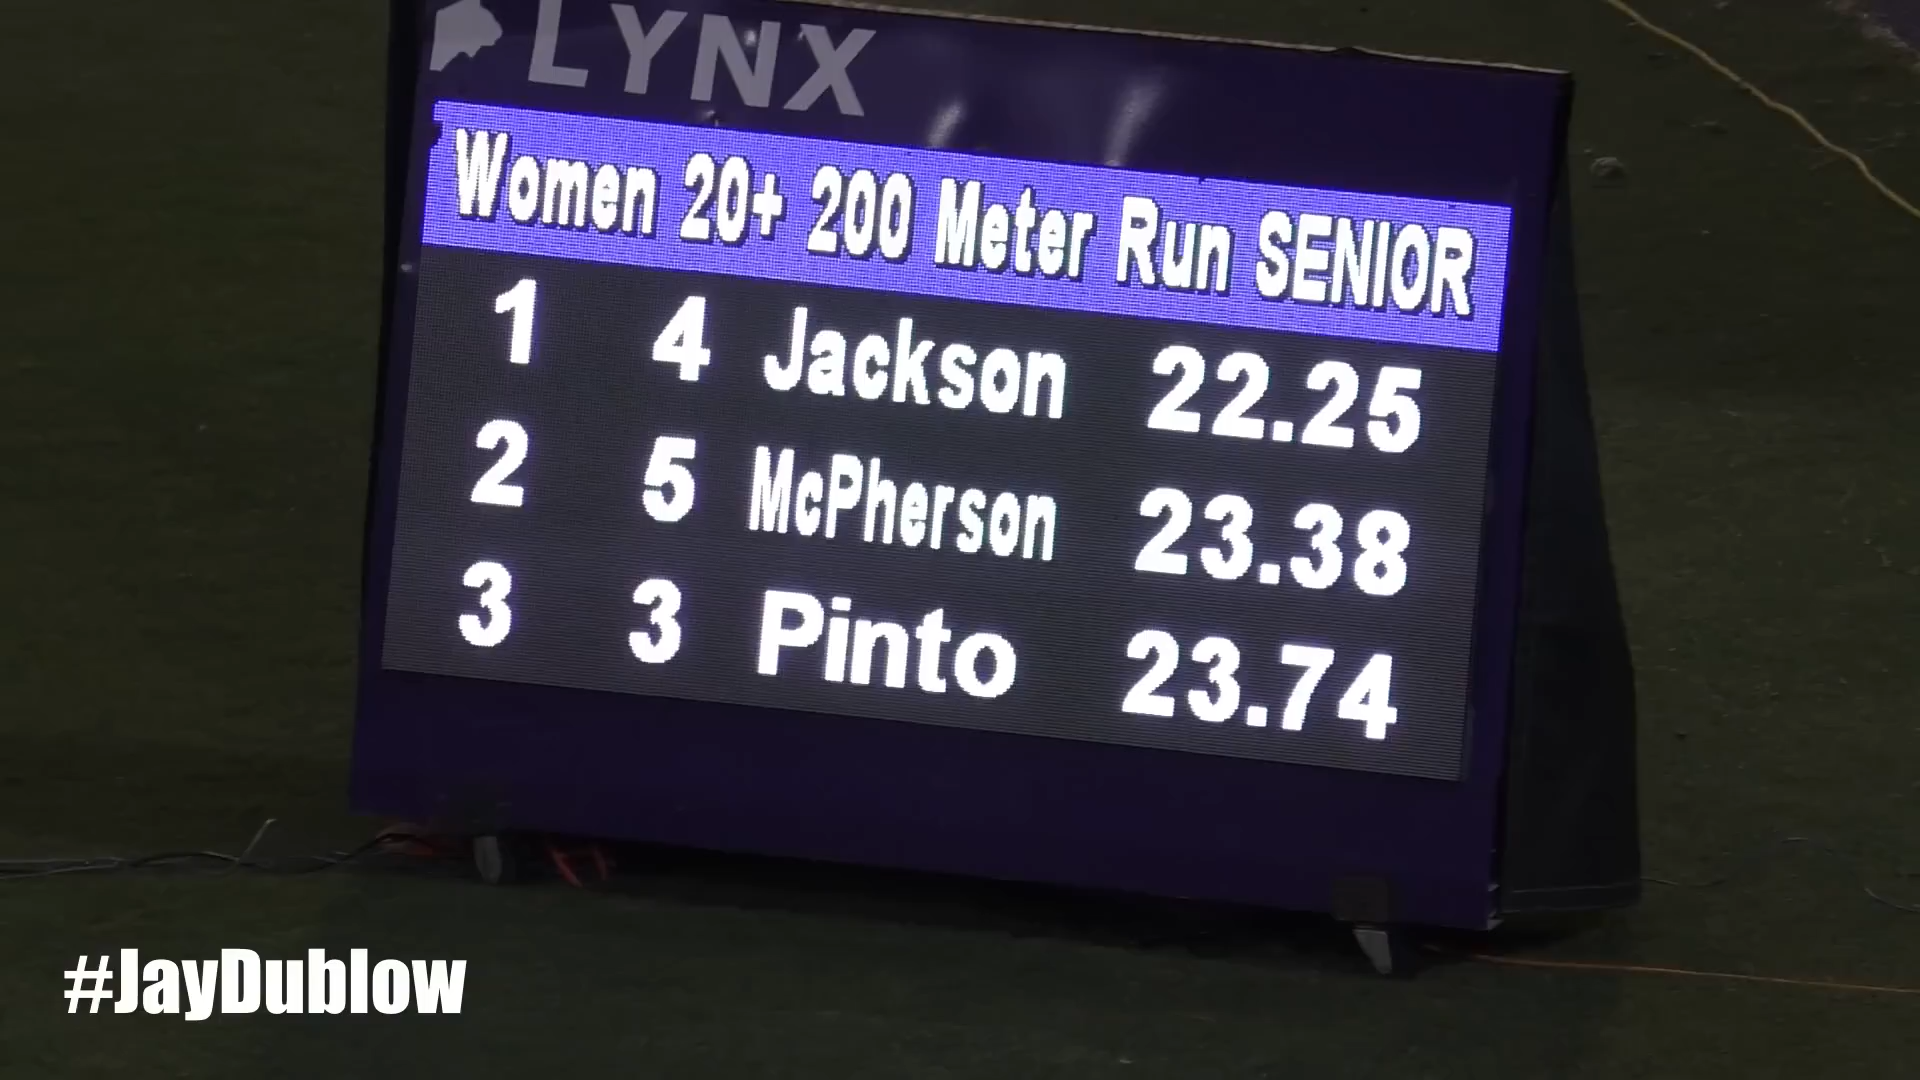 LYNX
Women 20+ 200 Meter Run SENIOR
1 4 Jackson 22.25
2 5 McPherson 23.38
3 3 Pinto 23.74
#JayDublow